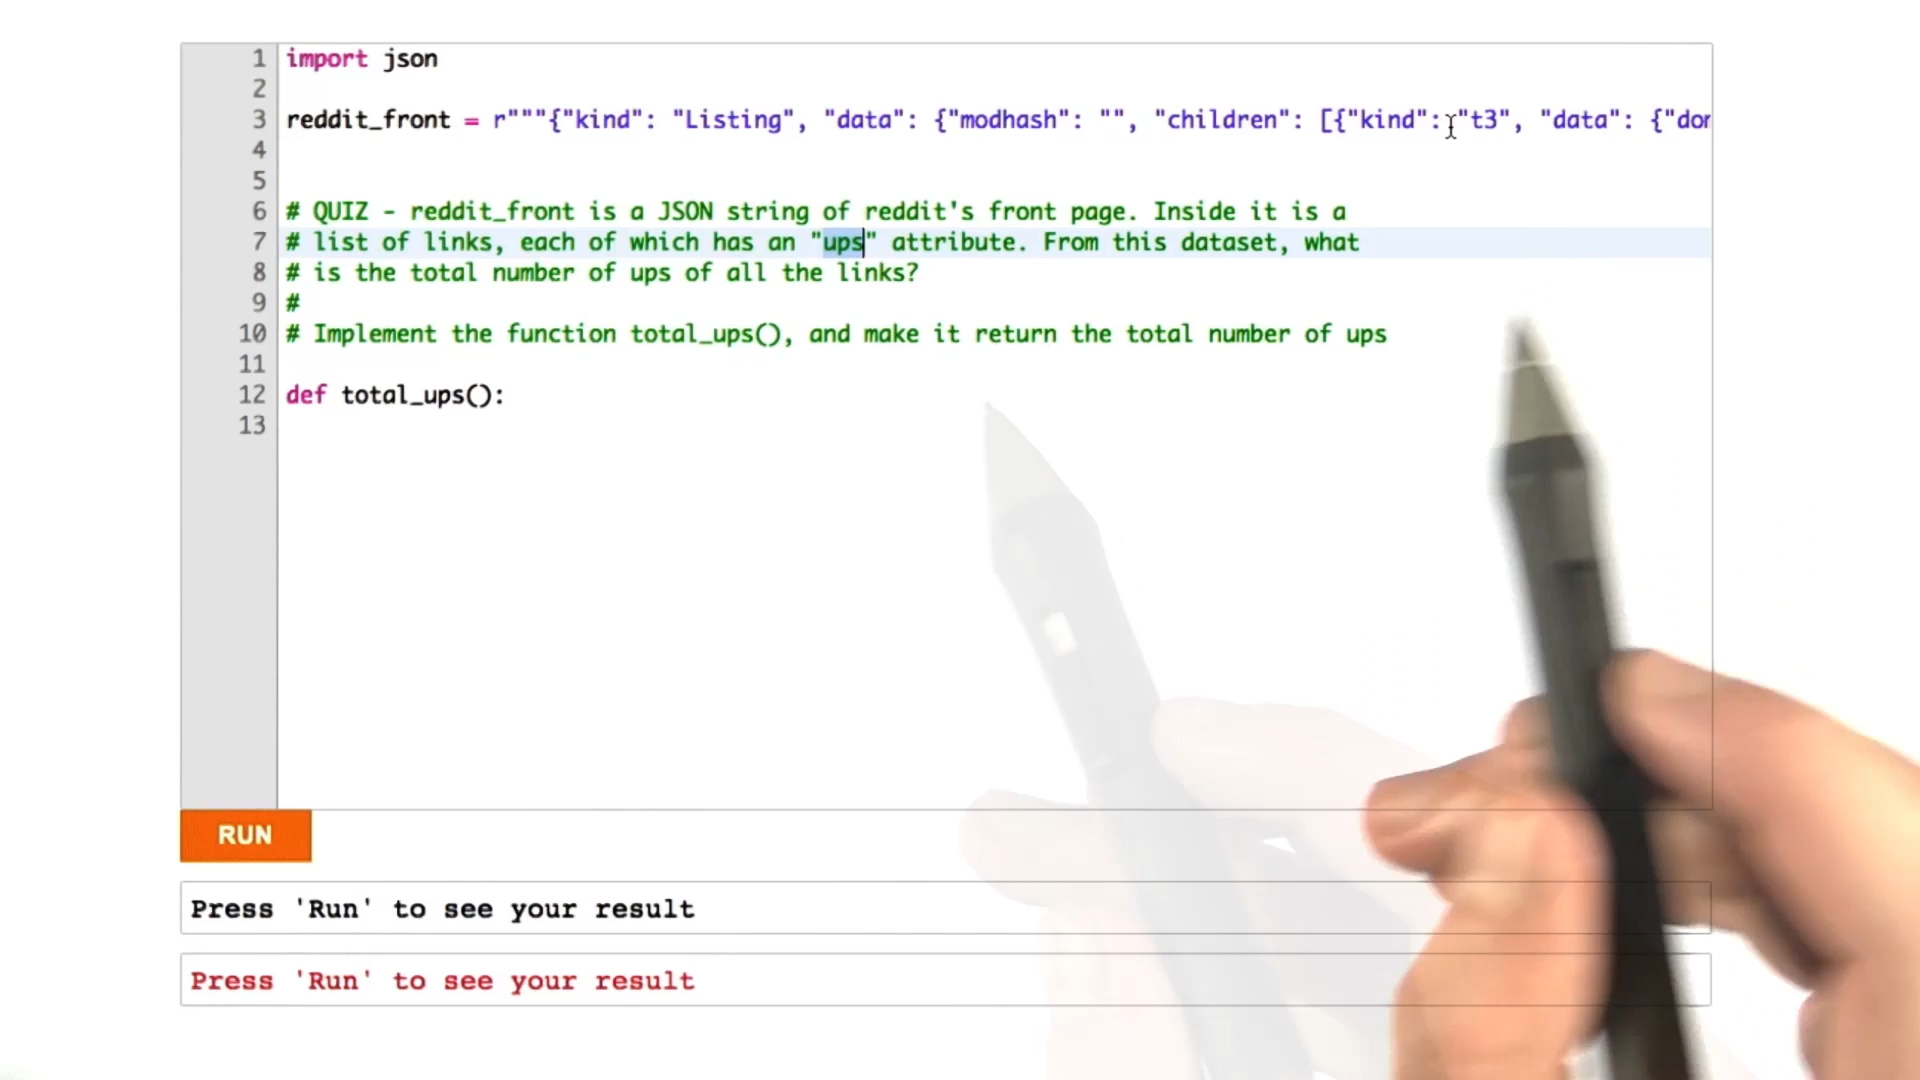 1 import json
2
3 reddit_front = r"""{"kind": "Listing", "data": {"modhash": "", "children": [{"kind": "t3", "data": {"dor
4
5
6 # QUIZ - reddit_front is a JSON string of reddit's front page. Inside it is a
7 # list of links, each of which has an "ups" attribute. From this dataset, what
8 # is the total number of ups of all the links?
9 #
10 # Implement the function total_ups(), and make it return the total number of ups
11
12 def total_ups():
13
RUN
Press 'Run' to see your result
Press 'Run' to see your result